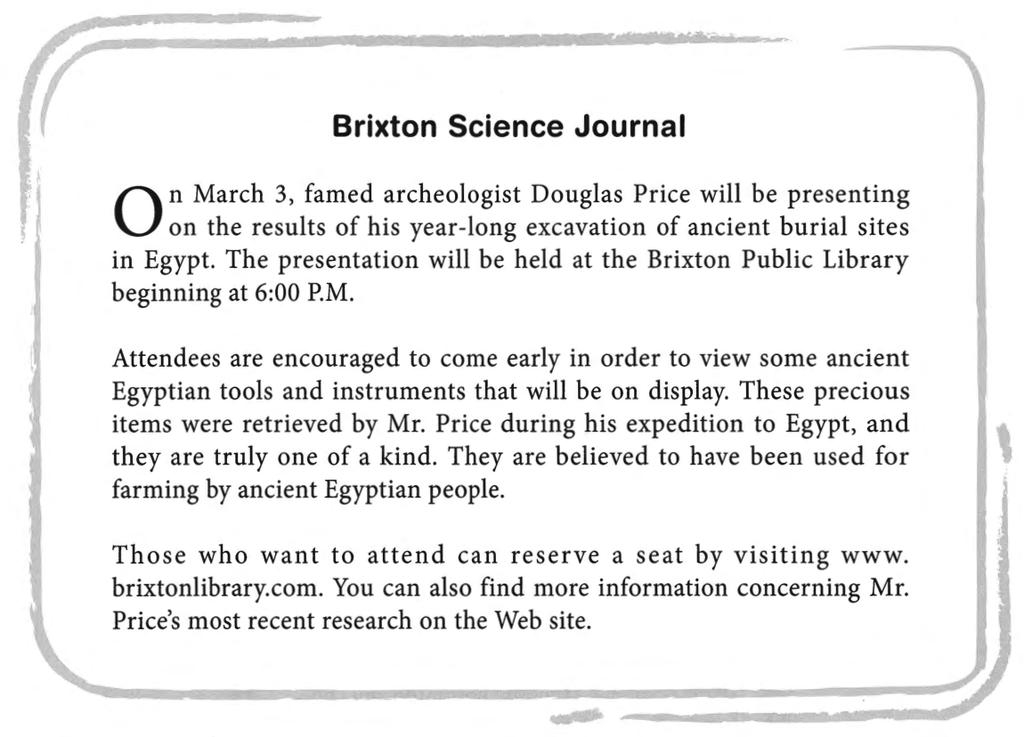 Brixton Science Journal
On March 3, famed archeologist Douglas Price will be presenting
on the results of his year-long excavation of ancient burial sites
in Egypt. The presentation will be held at the Brixton Public Library
beginning at 6:00 P.M.
Attendees are encouraged to come early in order to view some ancient
Egyptian tools and instruments that will be on display. These precious
items were retrieved by Mr. Price during his expedition to Egypt, and
they are truly one of a kind. They are believed to have been used for
farming by ancient Egyptian people.
Those who want to attend can reserve a seat by visiting www.
brixtonlibrary.com. You can also find more information concerning Mr.
Price's most recent research on the Web site.